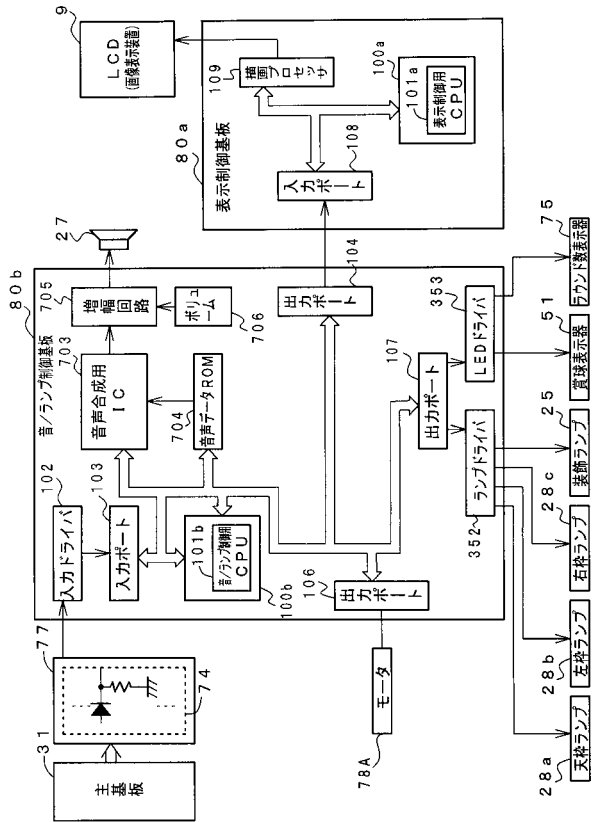 31
主基板
77
74
80b
音/ランプ制御基板
102
入力ドライバ
103
入力ポート
703
音声合成用
IC
705
増幅
回路
27
704
音声データROM
ボリュ
ーム
706
101b
音/ランプ制御用
CPU
100b
106
出力ポート
78A
モータ
104
出力ポート
107
出力ポート
352
ランプドライバ
353
LEDドライバ
28a
天枠ランプ
28b
左枠ランプ
28c
右枠ランプ
25
装飾ランプ
51
賞球表示器
75
ラウンド数表示器
9
LCD
(画像表示装置)
80a
表示制御基板
109
描画プ
ロセッサ
108
入力ポート
100a
101a
表示制御用
CPU